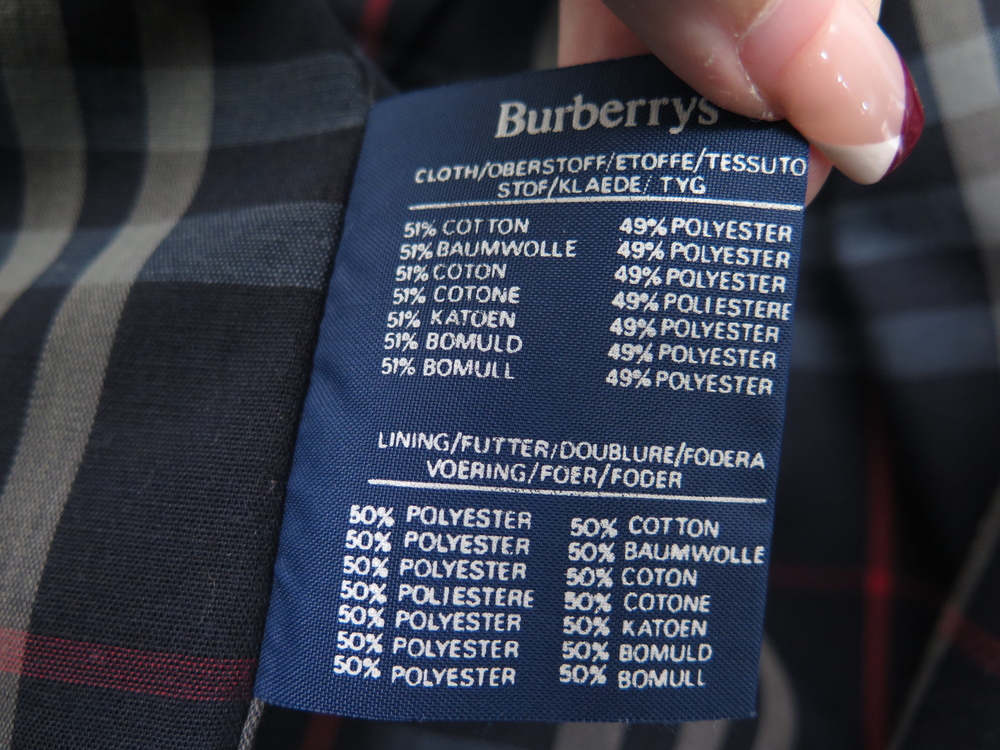 Burberrys
CLOTH/OBERSTOFF/ETOFFE/TESSUTO
STOF/KLAEDE/ TYG
51% COTTON 49% POLYESTER
51% BAUMWOLLE 49% POLYESTER
51% COTON 49% POLYESTER
51% COTONE 49% POLIESTERE
51% KATOEN 49% POLYESTER
51% BOMULD 49% POLYESTER
51% BOMULL 49% POLYESTER
LINING/FUTTER/DOUBLURE/FODERA
VOERING/FOER/FODER
50% POLYESTER 50% COTTON
50% POLYESTER 50% BAUMWOLLE
50% POLYESTER 50% COTON
50% POLIESTERE 50% COTONE
50% POLYESTER 50% KATOEN
50% POLYESTER 50% BOMULD
50% POLYESTER 50% BOMULL